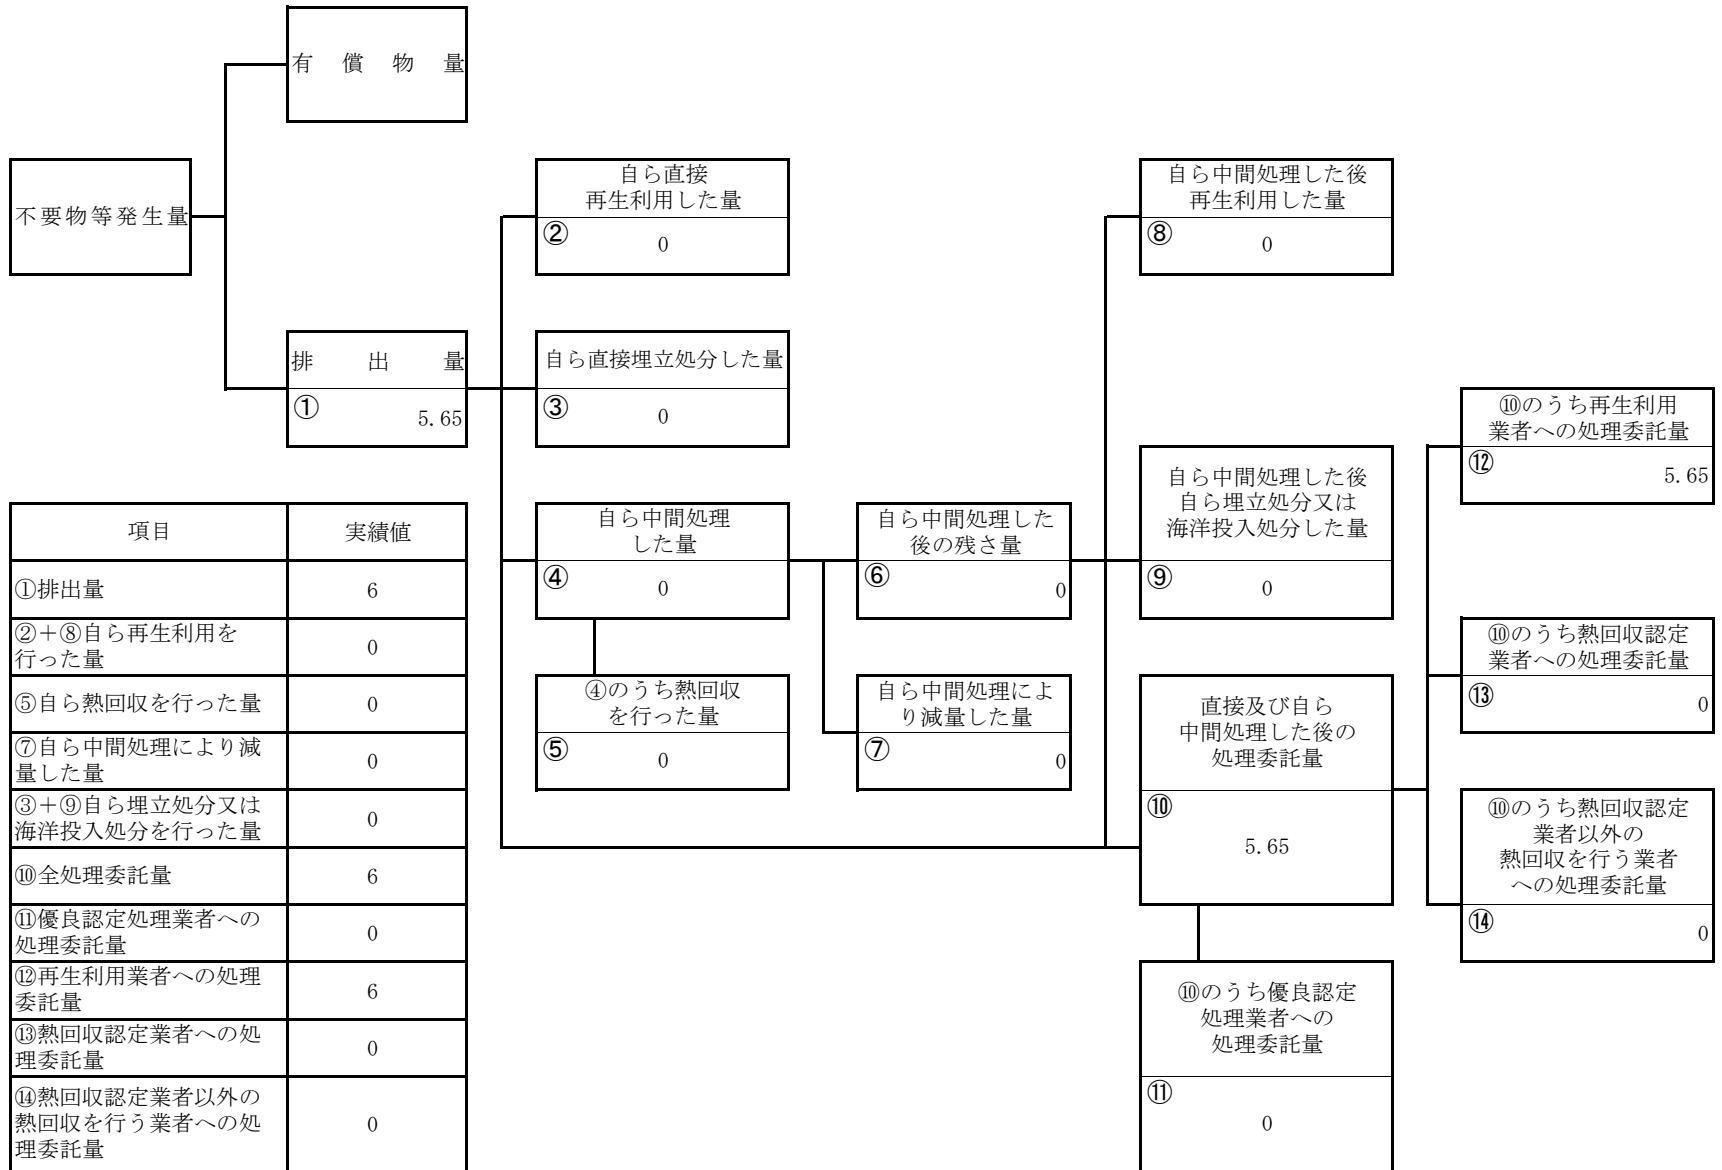 有償物量
不要物等発生量
排出量
①
5.65
自ら直接
再生利用した量
②
0
自ら直接埋立処分した量
③
0
自ら中間処理
した量
④
0
④のうち熱回収
を行った量
⑤
0
自ら中間処理した
後の残さ量
⑥
0
自ら中間処理によ
り減量した量
⑦
0
自ら中間処理した後
再生利用した量
⑧
0
自ら中間処理した後
自ら埋立処分又は
海洋投入処分した量
⑨
0
直接及び自ら
中間処理した後の
処理委託量
⑩
5.65
⑩のうち優良認定
処理業者への
処理委託量
⑪
0
⑩のうち再生利用
業者への処理委託量
⑫
5.65
⑩のうち熱回収認定
業者への処理委託量
⑬
0
⑩のうち熱回収認定
業者以外の
熱回収を行う業者
への処理委託量
⑭
0
項目 実績値
①排出量 6
②＋⑧自ら再生利用を
行った量 0
⑤自ら熱回収を行った量 0
⑦自ら中間処理により減
量した量 0
③＋⑨自ら埋立処分又は
海洋投入処分を行った量 0
⑩全処理委託量 6
⑪優良認定処理業者への
処理委託量 0
⑫再生利用業者への処理
委託量 6
⑬熱回収認定業者への処
理委託量 0
⑭熱回収認定業者以外の
熱回収を行う業者への処
理委託量 0